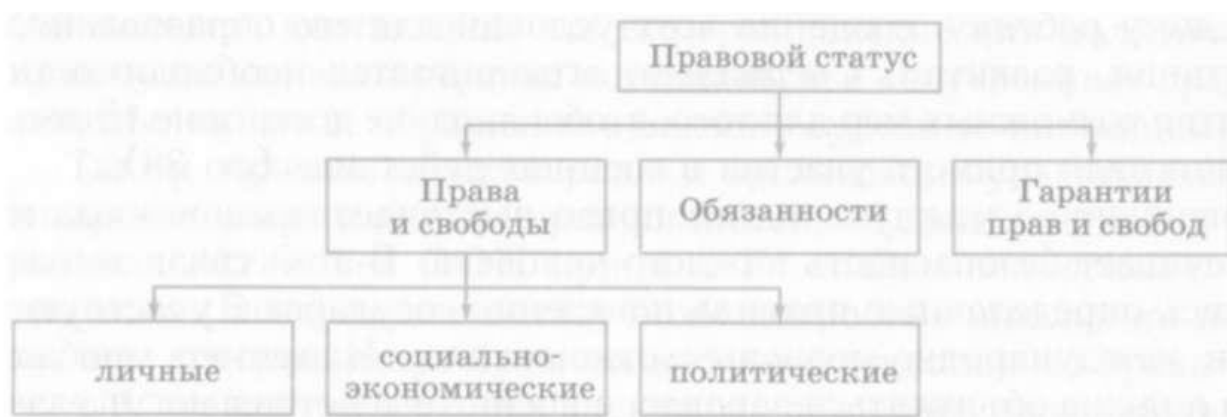 Правовой статус
Права
и свободы
Обязанности
Гарантии
прав и свобод
личные
социально-
экономические
политические